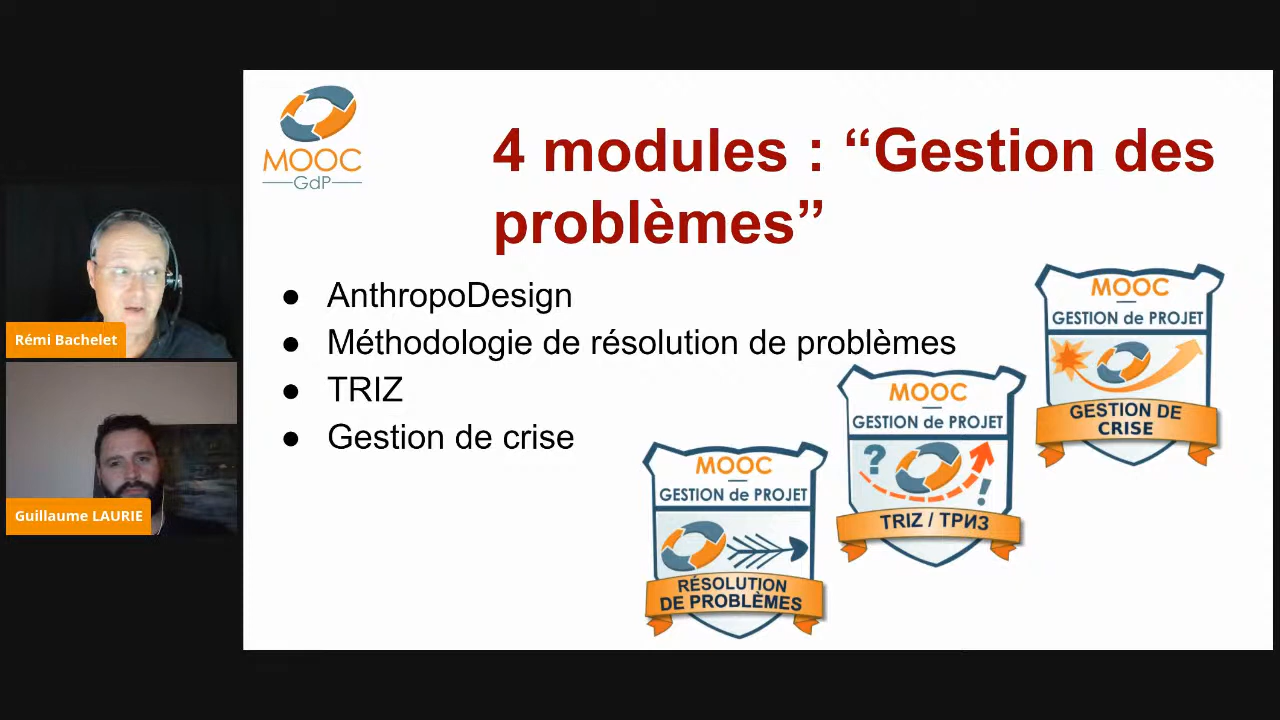 MOOC
GdP
4 modules : “Gestion des
problèmes”
● AnthropoDesign
● Méthodologie de résolution de problèmes
● TRIZ
● Gestion de crise
MOOC
GESTION de PROJET
GESTION DE
CRISE
MOOC
GESTION de PROJET
?
!
TRIZ / ТРИЗ
MOOC
GESTION de PROJET
RÉSOLUTION
DE PROBLÈMES
Rémi Bachelet
Guillaume LAURIE